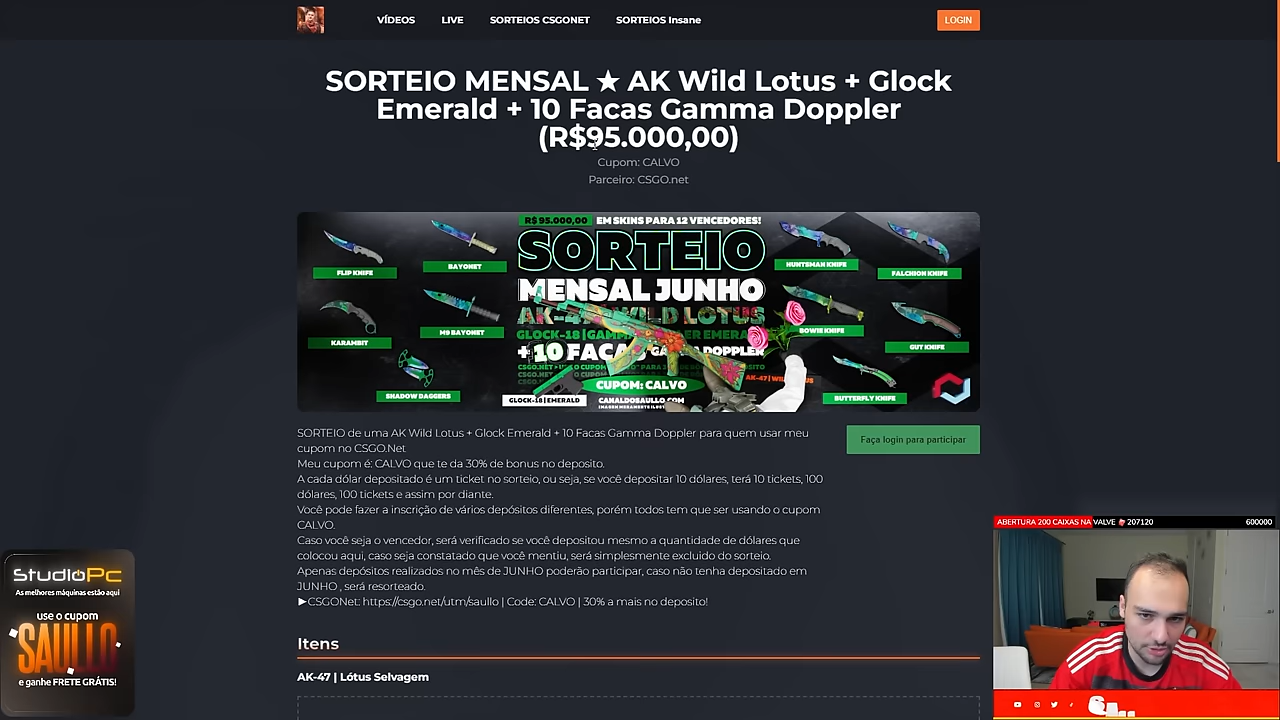 VÍDEOS LIVE SORTEIOS CSGONET SORTEIOS Insane LOGIN
SORTEIO MENSAL ★ AK Wild Lotus + Glock
Emerald + 10 Facas Gamma Doppler
(R$95.000,00)
Cupom: CALVO
Parceiro: CSGO.net
R$ 95.000,00 EM SKINS PARA 12 VENCEDORES!
SORTEIO
MENSAL JUNHO
AK-47 WILD LOTUS
+ 10 FACAS
CUPOM: CALVO
GLOCK-18 | EMERALD
CANALDOSAULLO.COM
FLIP KNIFE
BAYONET
KARAMBIT
M9 BAYONET
SHADOW DAGGERS
HUNTSMAN KNIFE
FALCHION KNIFE
BOWIE KNIFE
GUT KNIFE
BUTTERFLY KNIFE
SORTEIO de uma AK Wild Lotus + Glock Emerald + 10 Facas Gamma Doppler para quem usar meu
cupom no CSGO.Net
Meu cupom é: CALVO que te da 30% de bonus no deposito.
A cada dólar depositado é um ticket no sorteio, ou seja, se você depositar 10 dólares, terá 10 tickets, 100
dólares, 100 tickets e assim por diante.
Você pode fazer a inscrição de vários depósitos diferentes, porém todos tem que ser usando o cupom
CALVO.
Caso você seja o vencedor, será verificado se você depositou mesmo a quantidade de dólares que
colocou aqui, caso seja constatado que você mentiu, será simplesmente excluido do sorteio.
Apenas depósitos realizados no mês de JUNHO poderão participar, caso não tenha depositado em
JUNHO , será resorteado.
▶CSGONet: https://csgo.net/utm/saullo | Code: CALVO | 30% a mais no deposito!
Faça login para participar
Itens
AK-47 | Lótus Selvagem
StudioPc
As melhores máquinas estão aqui
use o cupom
SAULLO
e ganhe FRETE GRÁTIS!
ABERTURA 200 CAIXAS NA VALVE 207120 600000